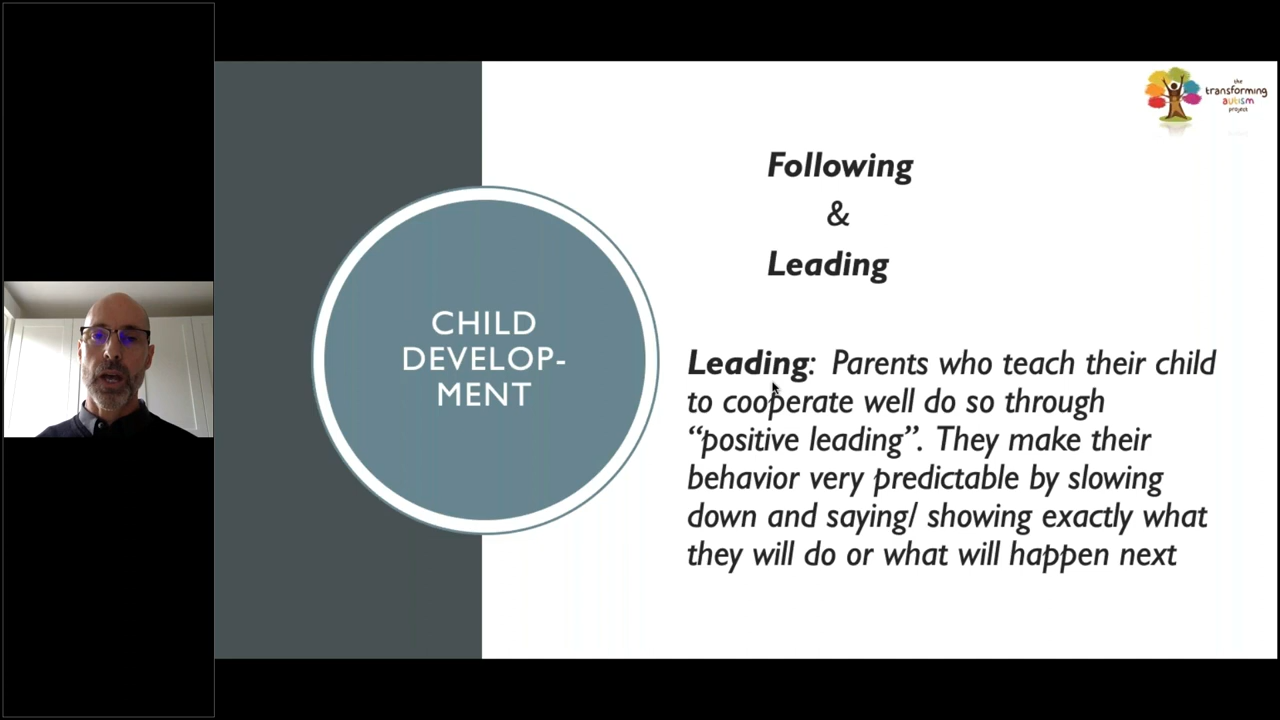 the
transforming
autism
project
Following
&
Leading
CHILD
DEVELOP-
MENT
Leading: Parents who teach their child
to cooperate well do so through
“positive leading”. They make their
behavior very predictable by slowing
down and saying/ showing exactly what
they will do or what will happen next